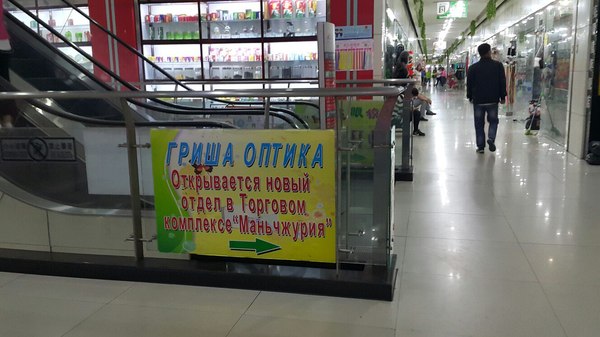 ГРИША ОПТИКА
Открывается новый
отдел в Торговом
комплексе "Маньчжурия"